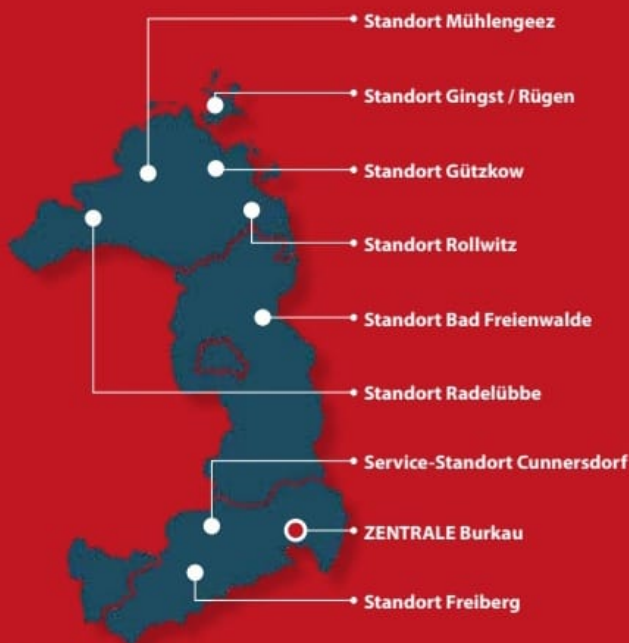 Standort Mühlengeez
Standort Gingst / Rügen
Standort Gützkow
Standort Rollwitz
Standort Bad Freienwalde
Standort Radelübbe
Service-Standort Cunnersdorf
ZENTRALE Burkau
Standort Freiberg